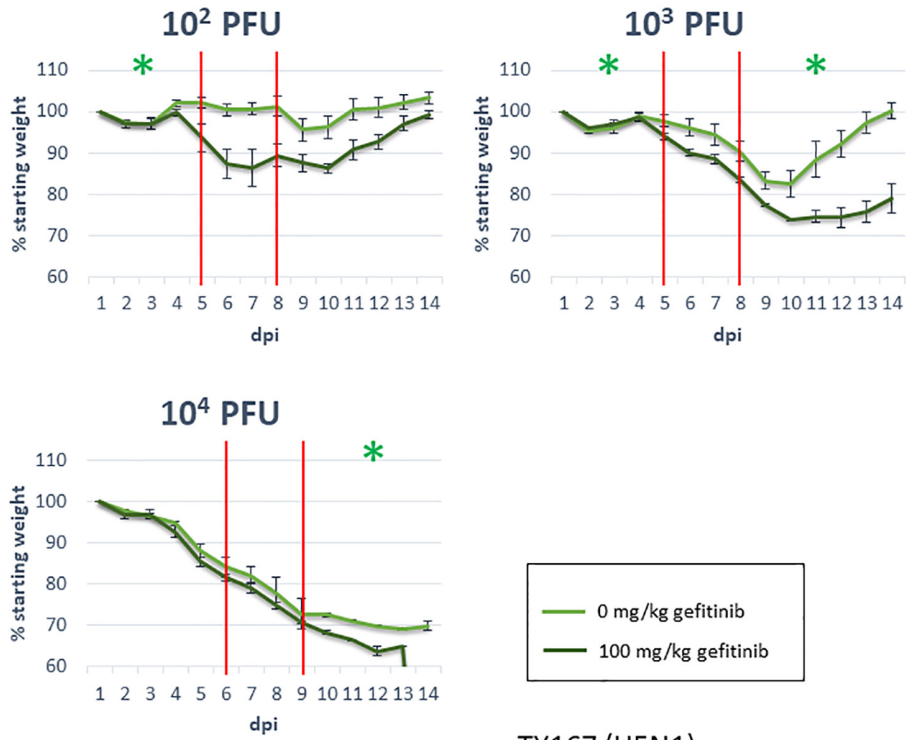 10² PFU
10³ PFU
*
* *
% starting weight
110
100
90
80
70
60
1 2 3 4 5 6 7 8 9 10 11 12 13 14
dpi
% starting weight
110
100
90
80
70
60
1 2 3 4 5 6 7 8 9 10 11 12 13 14
dpi
10⁴ PFU
*
% starting weight
110
100
90
80
70
60
1 2 3 4 5 6 7 8 9 10 11 12 13 14
dpi
0 mg/kg gefitinib
100 mg/kg gefitinib